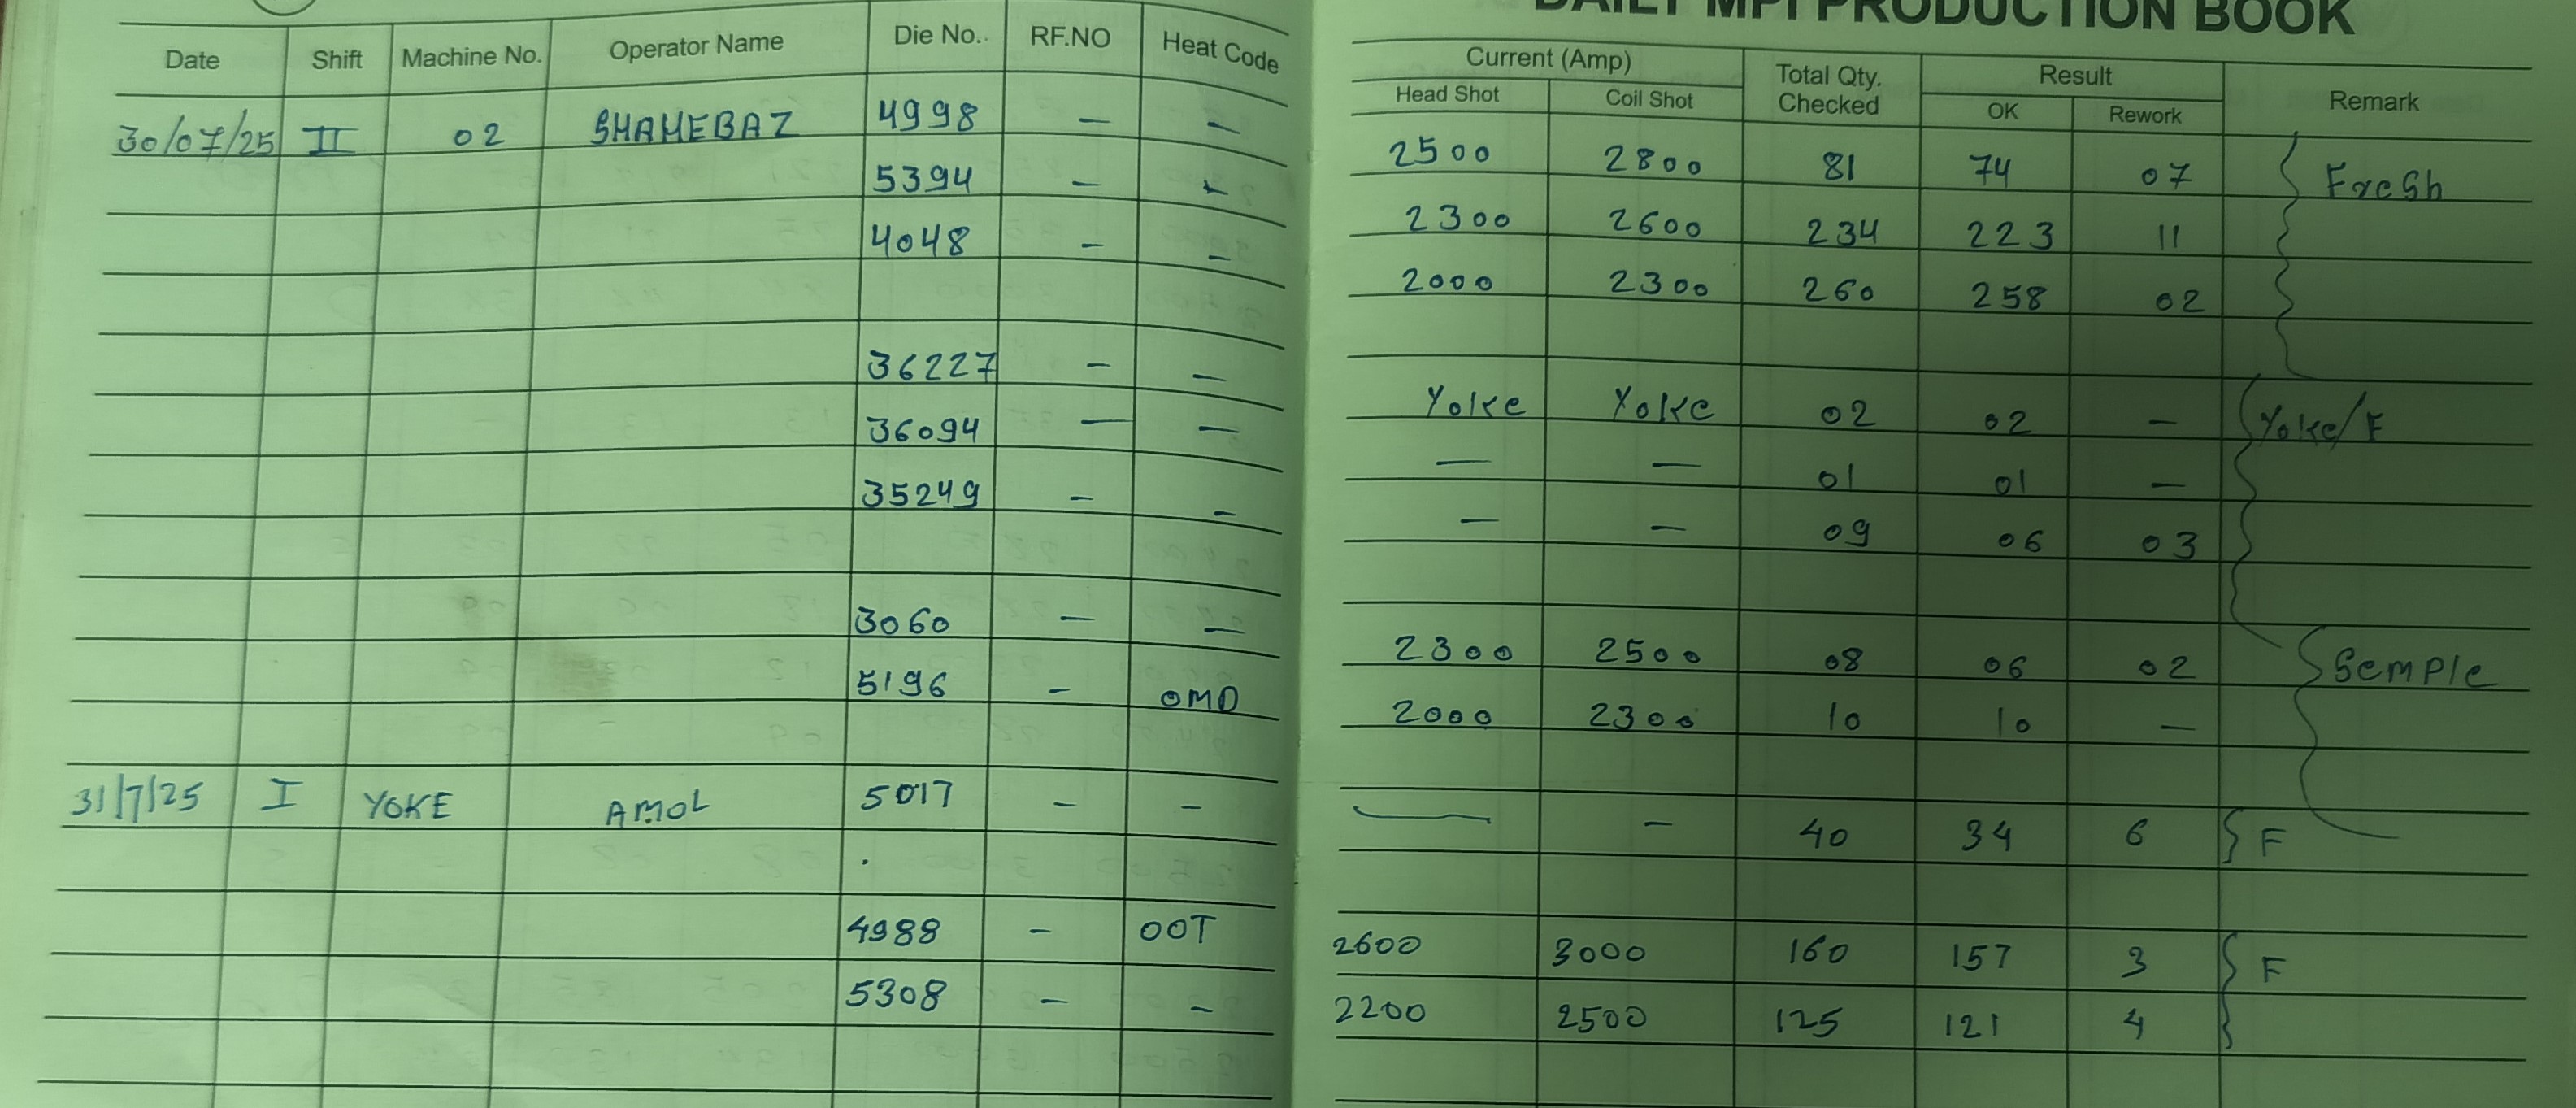 DAILY MPI PRODUCTION BOOK
Date Shift Machine No. Operator Name Die No.. RF.NO Heat Code Current (Amp) Total Qty. Checked Result Remark
Head Shot Coil Shot OK Rework
30/07/25 II 02 SHAHEBAZ 4998 — — 2500 2800 81 74 07 Fresh
5394 — — 2300 2600 234 223 11
4048 — — 2000 2300 260 258 02
36227 — — Yoke Yoke 02 02 — Yoke/F
36094 — — — — 01 01 —
35249 — — — — 09 06 03
3060 — — 2300 2500 08 06 02 Semple
5196 — OMD 2000 2300 10 10 —
31/7/25 I YOKE AMOL 5017 — — — — 40 34 6 F
4988 — OOT 2600 3000 160 157 3 F
5308 — — 2200 2500 125 121 4